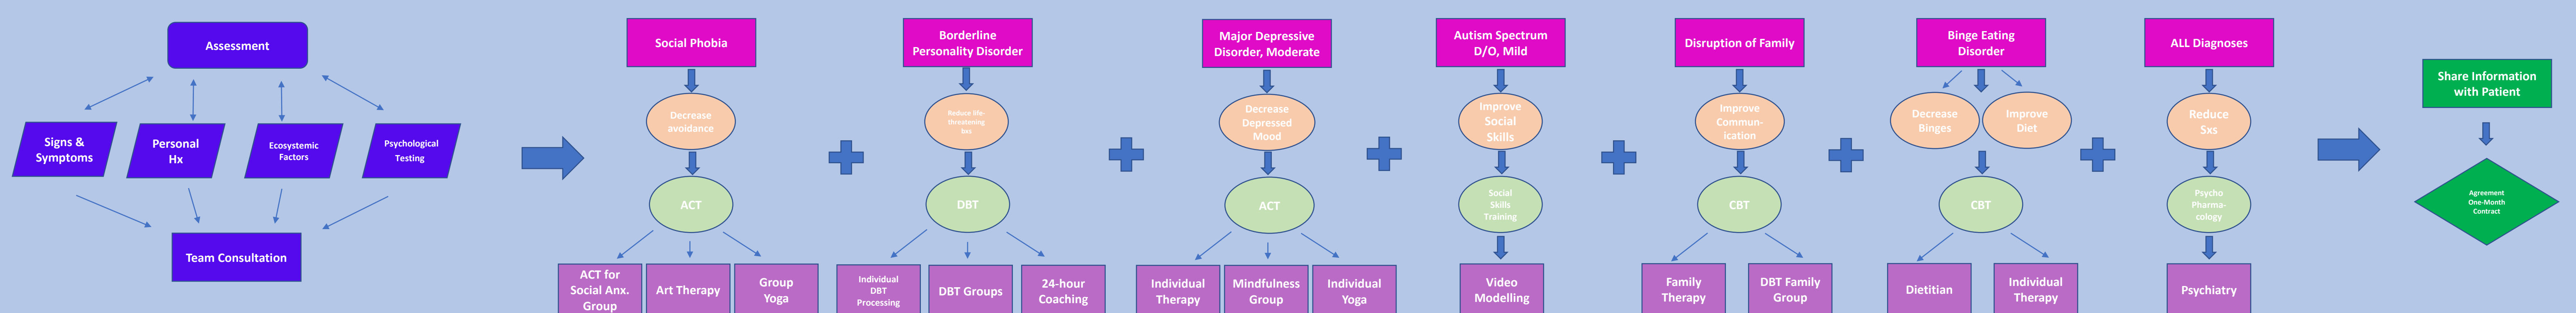 Assessment
Signs &
Symptoms
Personal
Hx
Ecosystemic
Factors
Psychological
Testing
Team Consultation
Social Phobia
Decrease
avoidance
ACT
ACT for
Social Anx.
Group
Art Therapy
Group
Yoga
Borderline
Personality Disorder
Reduce life-
threatening
bxs
DBT
Individual
DBT
Processing
DBT Groups
24-hour
Coaching
Major Depressive
Disorder, Moderate
Decrease
Depressed
Mood
ACT
Individual
Therapy
Mindfulness
Group
Individual
Yoga
Autism Spectrum
D/O, Mild
Improve
Social
Skills
Social
Skills
Training
Video
Modelling
Disruption of Family
Improve
Commun-
ication
CBT
Family
Therapy
DBT Family
Group
Binge Eating
Disorder
Decrease
Binges
Improve
Diet
CBT
Dietitian
Individual
Therapy
ALL Diagnoses
Reduce
Sxs
Psycho
Pharma-
cology
Psychiatry
Share Information
with Patient
Agreement
One-Month
Contract